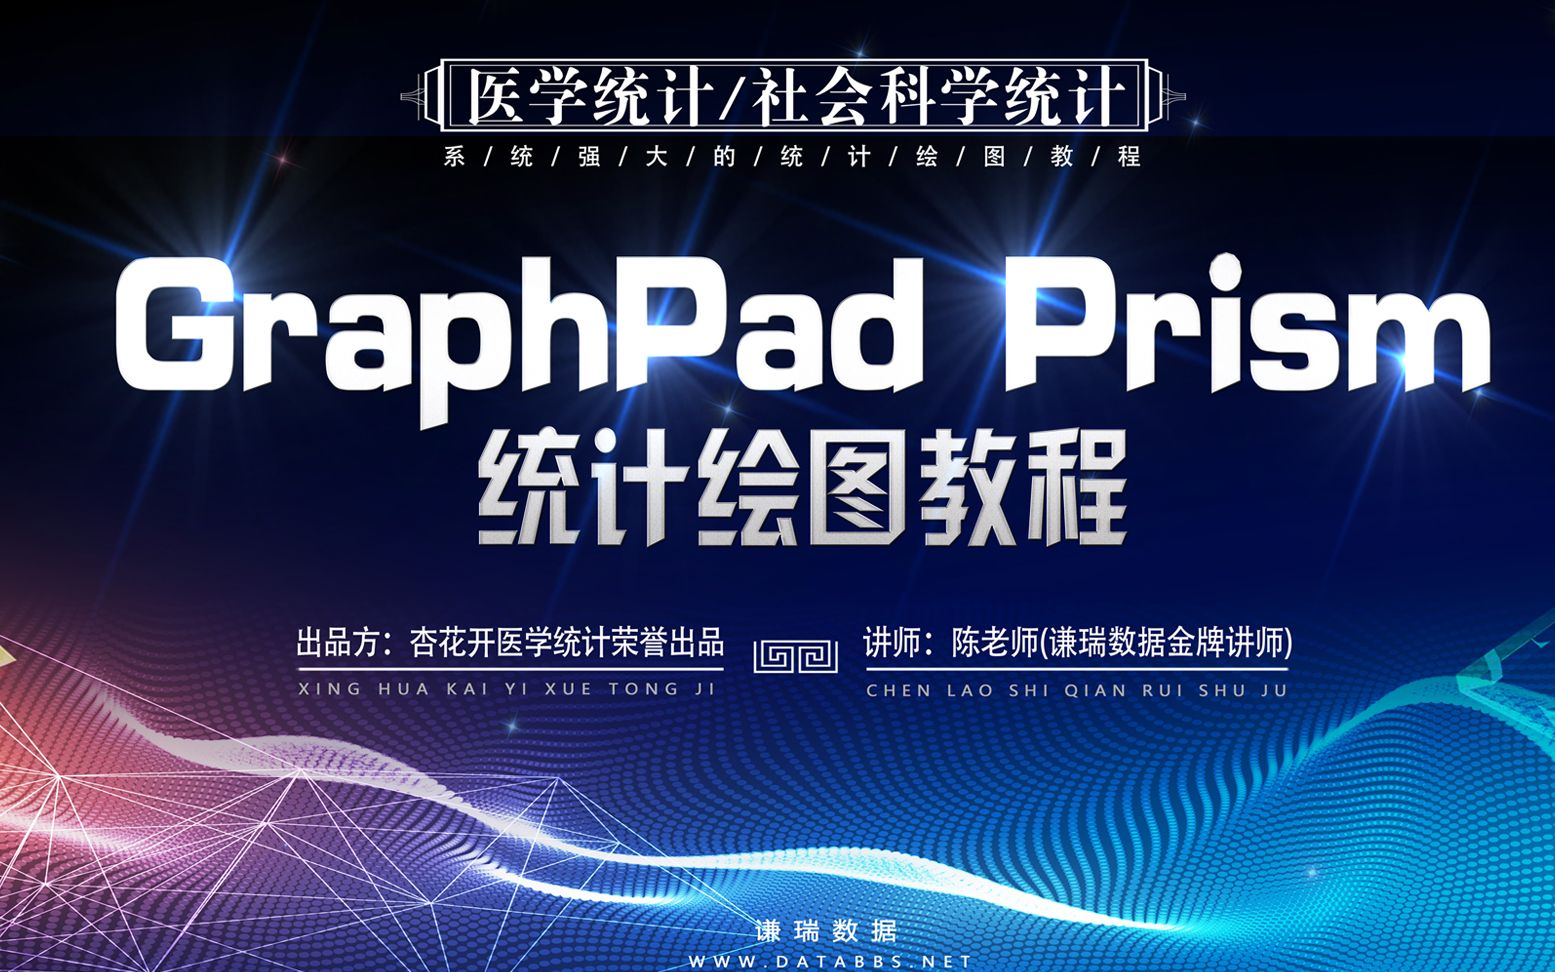 医学统计/社会科学统计
系/统/强/大/的/统/计/绘/图/教/程
GraphPad Prism
统计绘图教程
出品方：杏花开医学统计荣誉出品
XING HUA KAI YI XUE TONG JI
讲师：陈老师(谦瑞数据金牌讲师)
CHEN LAO SHI QIAN RUI SHU JU
谦瑞数据
WWW.DATABBS.NET